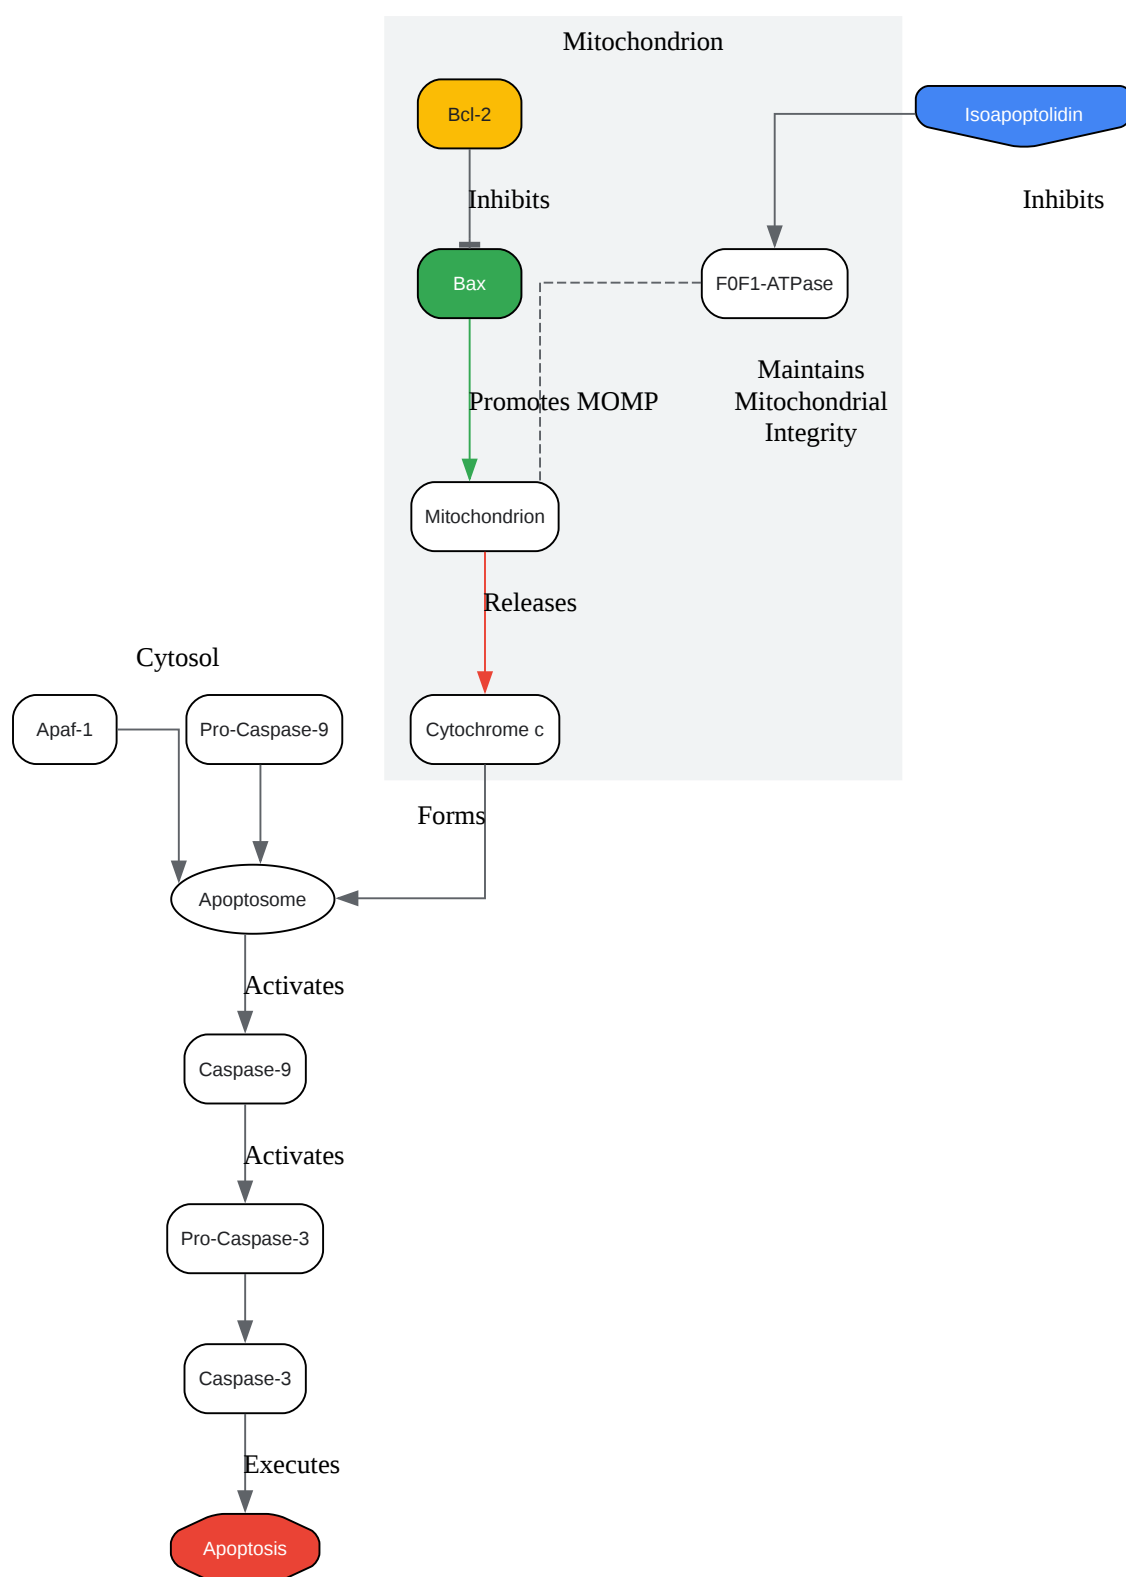 Mitochondrion
Bcl-2
Isoapoptolidin
Inhibits
Inhibits
Bax
F0F1-ATPase
Maintains
Mitochondrial
Integrity
Promotes MOMP
Mitochondrion
Releases
Cytosol
Apaf-1
Pro-Caspase-9
Cytochrome c
Forms
Apoptosome
Activates
Caspase-9
Activates
Pro-Caspase-3
Caspase-3
Executes
Apoptosis